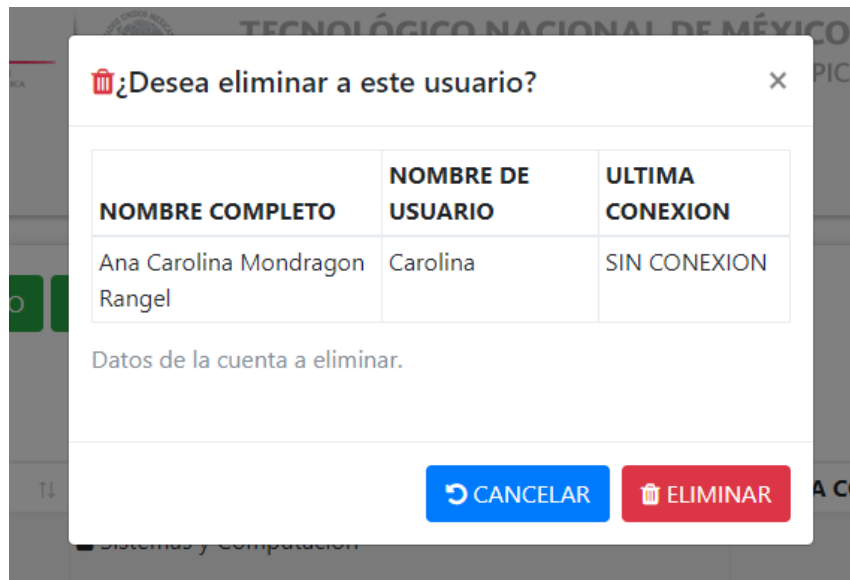 TECNOLÓGICO NACIONAL DE MÉXICO
¿Desea eliminar a este usuario?
×
PIC
NOMBRE COMPLETO
NOMBRE DE
USUARIO
ULTIMA
CONEXION
Ana Carolina Mondragon
Rangel
Carolina
SIN CONEXION
O
Datos de la cuenta a eliminar.
CANCELAR
ELIMINAR
A C
Sistemas y Computación